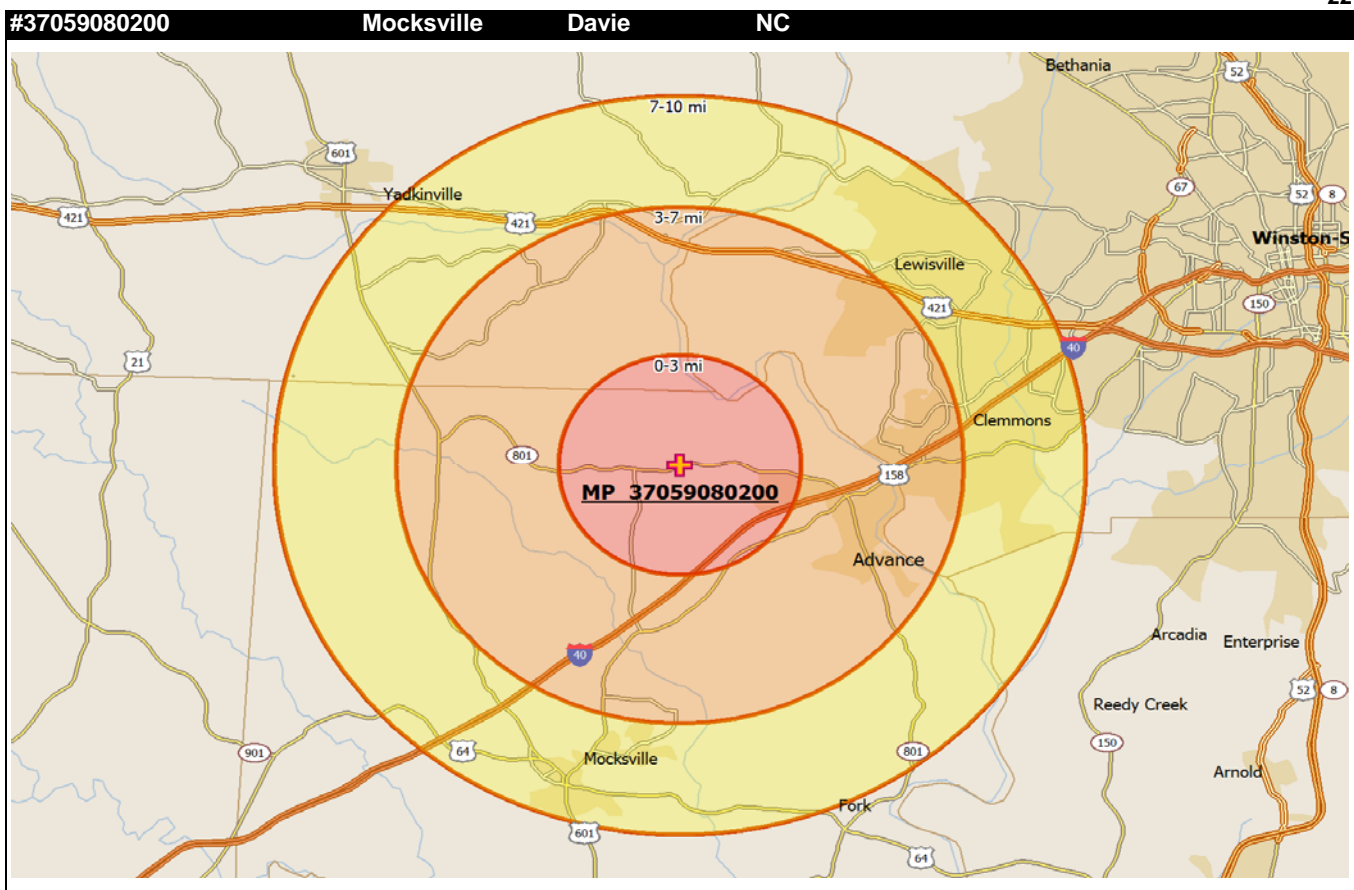 22
#37059080200 Mocksville Davie NC
Bethania
52
7-10 mi
601
67
Yadkinville
52
8
421
421
3-7 mi
Winston-S
Lewisville
150
421
40
21
0-3 mi
Clemmons
801
158
MP 37059080200
Advance
Arcadia
Enterprise
40
52
8
Reedy Creek
901
64
801
150
Mocksville
Arnold
Fork
601
64